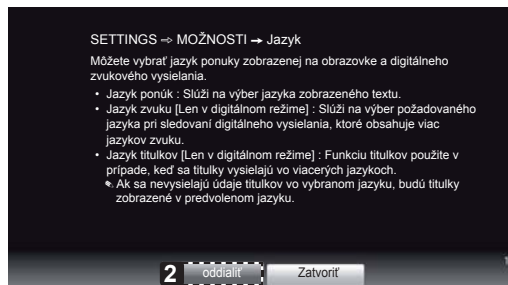 SETTINGS ⇨ MOŽNOSTI ➙ Jazyk
Môžete vybrať jazyk ponuky zobrazenej na obrazovke a digitálneho
zvukového vysielania.
• Jazyk ponúk : Slúži na výber jazyka zobrazeného textu.
• Jazyk zvuku [Len v digitálnom režime] : Slúži na výber požadovaného
jazyka pri sledovaní digitálneho vysielania, ktoré obsahuje viac
jazykov zvuku.
• Jazyk titulkov [Len v digitálnom režime] : Funkciu titulkov použite v
prípade, keď sa titulky vysielajú vo viacerých jazykoch.
✎ Ak sa nevysielajú údaje titulkov vo vybranom jazyku, budú titulky
zobrazené v predvolenom jazyku.
2 oddialiť Zatvoriť